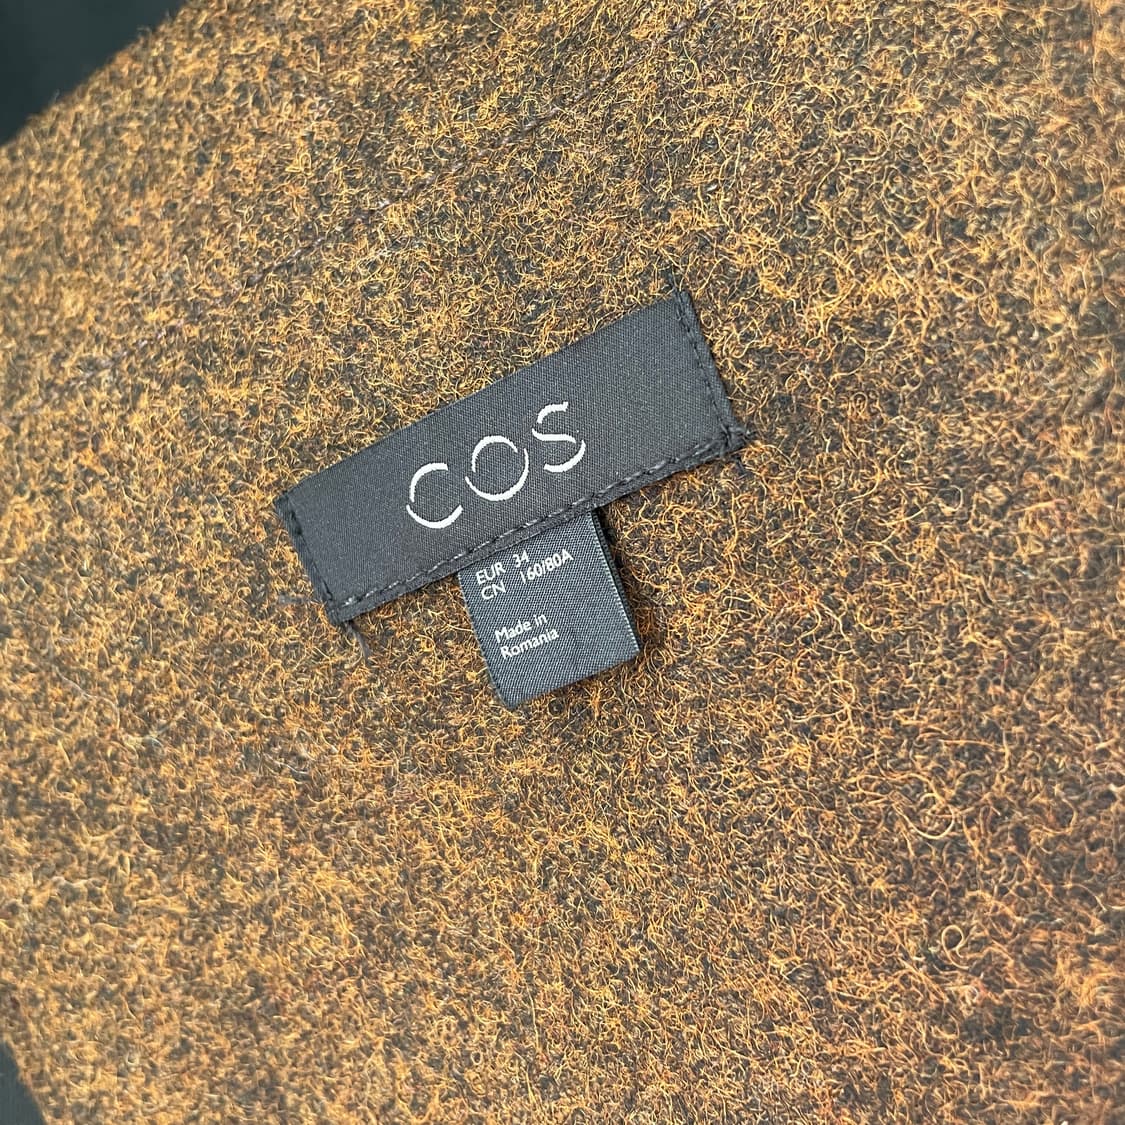 COS
EUR 34
CN 160/80A
Made in
Romania